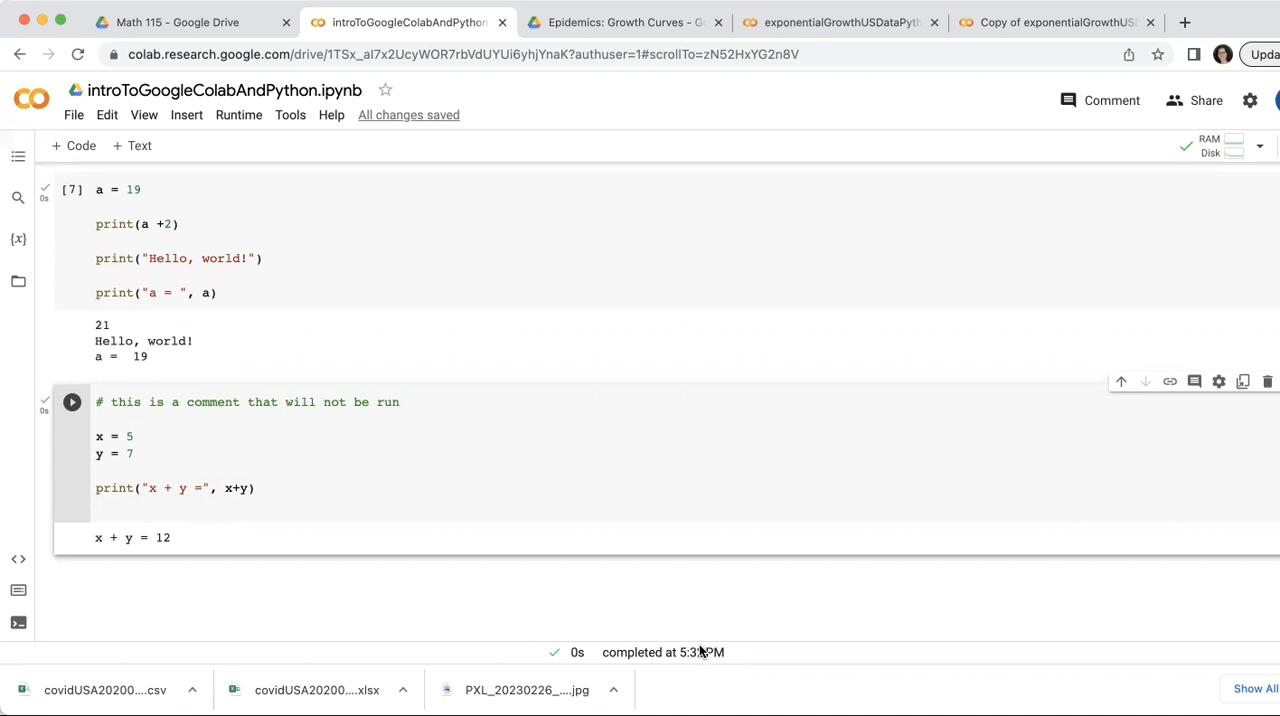 Math 115 - Google Drive
introToGoogleColabAndPython
Epidemics: Growth Curves - G
exponentialGrowthUSDataPyth
Copy of exponentialGrowthUS
colab.research.google.com/drive/1TSx_aI7x2UcyWOR7rbVdUYUi6yhjYnaK?authuser=1#scrollTo=zN52HxYG2n8V
Upda
introToGoogleColabAndPython.ipynb
Comment
Share
File Edit View Insert Runtime Tools Help All changes saved
+ Code + Text
RAM
Disk
0s
[7] a = 19
print(a +2)
print("Hello, world!")
print("a = ", a)
21
Hello, world!
a =  19
0s
# this is a comment that will not be run
x = 5
y = 7
print("x + y =", x+y)
x + y = 12
0s completed at
covidUSA20200....csv
covidUSA20200....xlsx
PXL_20230226_....jpg
Show All